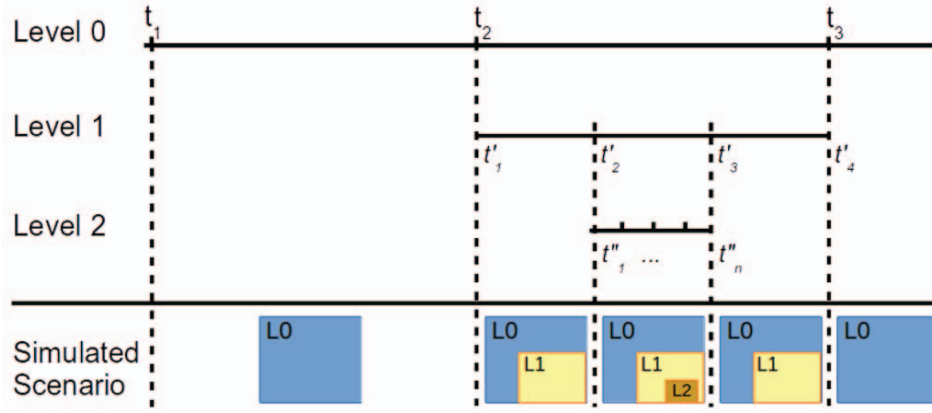 Level 0
t1
t2
t3
Level 1
t'1
t'2
t'3
t'4
Level 2
t"1 ...
t"n
Simulated
Scenario
L0
L0
L1
L0
L1
L2
L0
L1
L0